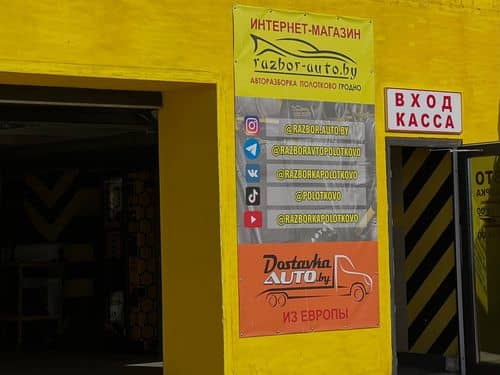 ИНТЕРНЕТ-МАГАЗИН
razbor-auto.by
АВТОРАЗБОРКА ПОЛОТКОВО ГРОДНО
@RAZBOR.AUTO.BY
@RAZBORAVTOPOLOTKOVO
@RAZBORKAPOLOTKOVO
@POLOTKOVO
@RAZBORKAPOLOTKOVO
Dostavka
AUTO.by
ИЗ ЕВРОПЫ
ВХОД
КАССА